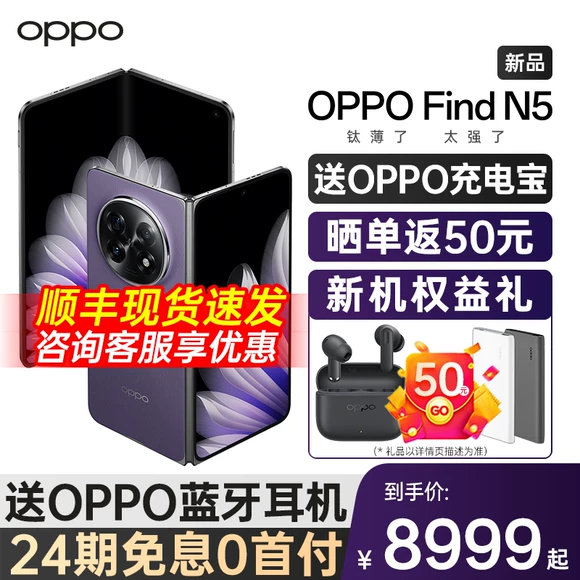 oppo
新品
OPPO Find N5
钛薄了 太强了
送OPPO充电宝
晒单返50元
新机权益礼
顺丰现货速发
咨询客服享优惠
oppo
oppo
50元
GO
(* 礼品以详情页描述为准)
送OPPO蓝牙耳机
24期免息0首付
到手价:
¥8999起